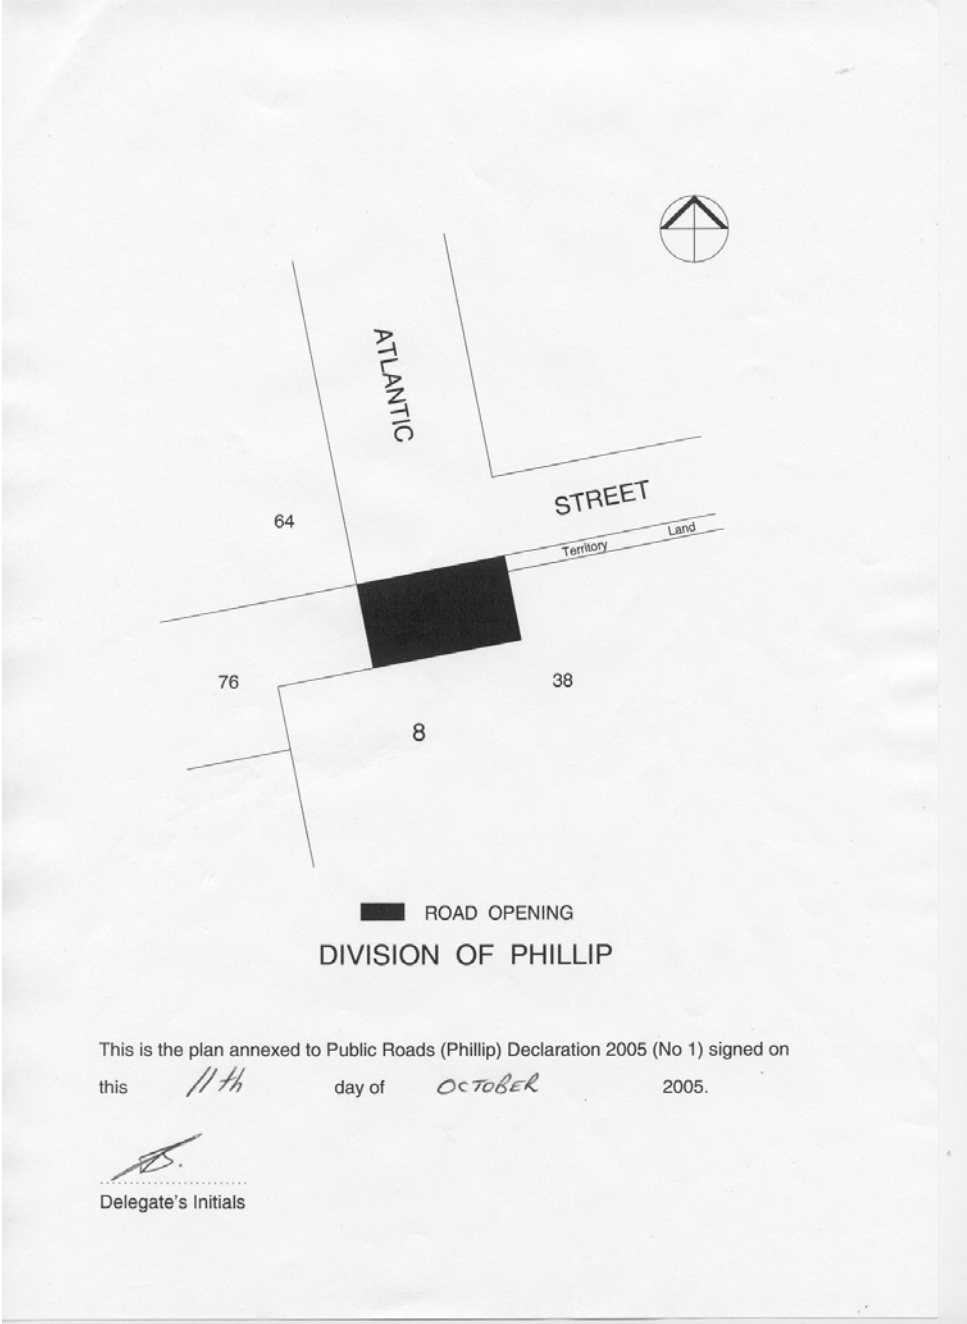 ATLANTIC
STREET
64
Territory Land
76
38
8
ROAD OPENING
DIVISION OF PHILLIP
This is the plan annexed to Public Roads (Phillip) Declaration 2005 (No 1) signed on
this 11th day of OCTOBER 2005.
Delegate's Initials